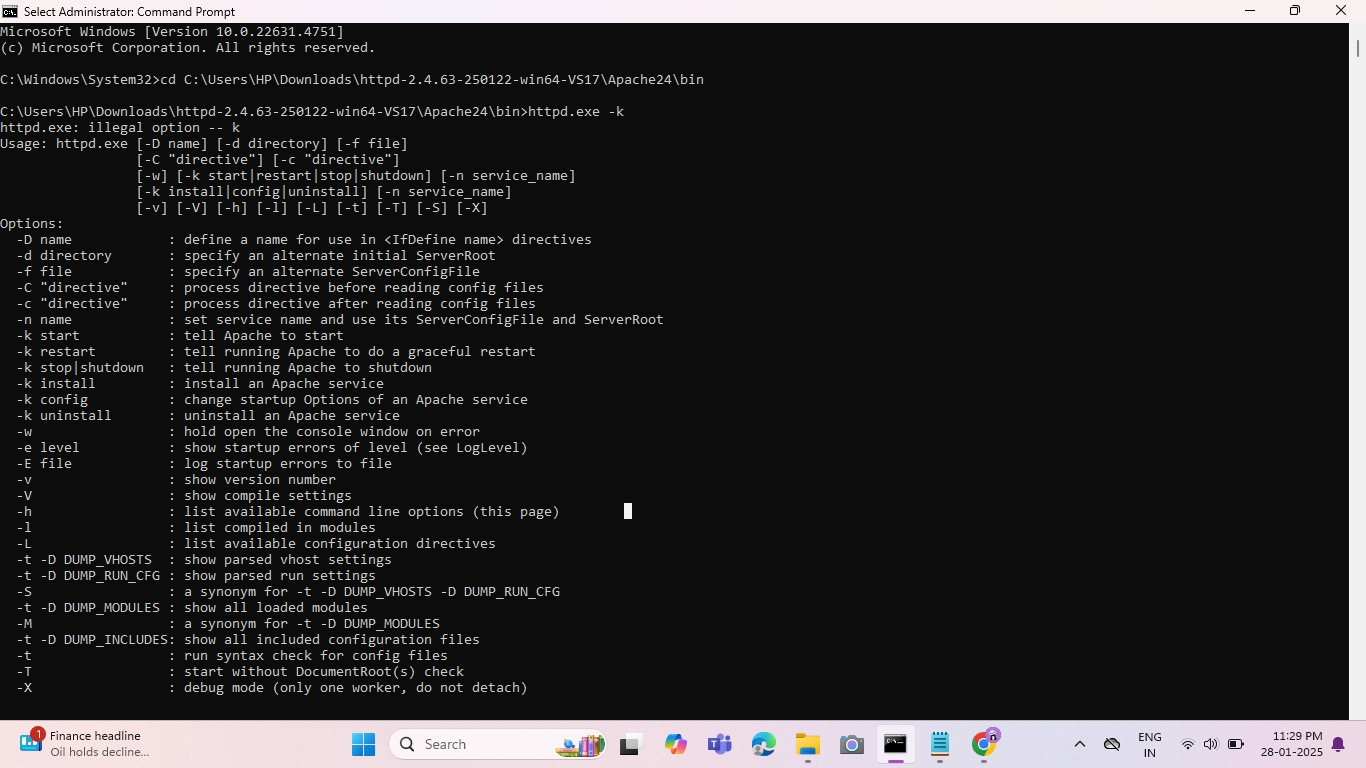 Select Administrator: Command Prompt
Microsoft Windows [Version 10.0.22631.4751]
(c) Microsoft Corporation. All rights reserved.
C:\Windows\System32>cd C:\Users\HP\Downloads\httpd-2.4.63-250122-win64-VS17\Apache24\bin
C:\Users\HP\Downloads\httpd-2.4.63-250122-win64-VS17\Apache24\bin>httpd.exe -k
httpd.exe: illegal option -- k
Usage: httpd.exe [-D name] [-d directory] [-f file]
                 [-C "directive"] [-c "directive"]
                 [-w] [-k start|restart|stop|shutdown] [-n service_name]
                 [-k install|config|uninstall] [-n service_name]
                 [-v] [-V] [-h] [-l] [-L] [-t] [-T] [-S] [-X]
Options:
  -D name            : define a name for use in <IfDefine name> directives
  -d directory       : specify an alternate initial ServerRoot
  -f file            : specify an alternate ServerConfigFile
  -C "directive"     : process directive before reading config files
  -c "directive"     : process directive after reading config files
  -n name            : set service name and use its ServerConfigFile and ServerRoot
  -k start           : tell Apache to start
  -k restart         : tell running Apache to do a graceful restart
  -k stop|shutdown   : tell running Apache to shutdown
  -k install         : install an Apache service
  -k config          : change startup Options of an Apache service
  -k uninstall       : uninstall an Apache service
  -w                 : hold open the console window on error
  -e level           : show startup errors of level (see LogLevel)
  -E file            : log startup errors to file
  -v                 : show version number
  -V                 : show compile settings
  -h                 : list available command line options (this page)
  -l                 : list compiled in modules
  -L                 : list available configuration directives
  -t -D DUMP_VHOSTS  : show parsed vhost settings
  -t -D DUMP_RUN_CFG : show parsed run settings
  -S                 : a synonym for -t -D DUMP_VHOSTS -D DUMP_RUN_CFG
  -t -D DUMP_MODULES : show all loaded modules
  -M                 : a synonym for -t -D DUMP_MODULES
  -t -D DUMP_INCLUDES: show all included configuration files
  -t                 : run syntax check for config files
  -T                 : start without DocumentRoot(s) check
  -X                 : debug mode (only one worker, do not detach)
1
Finance headline
Oil holds decline...
Search
ENG
IN
11:29 PM
28-01-2025